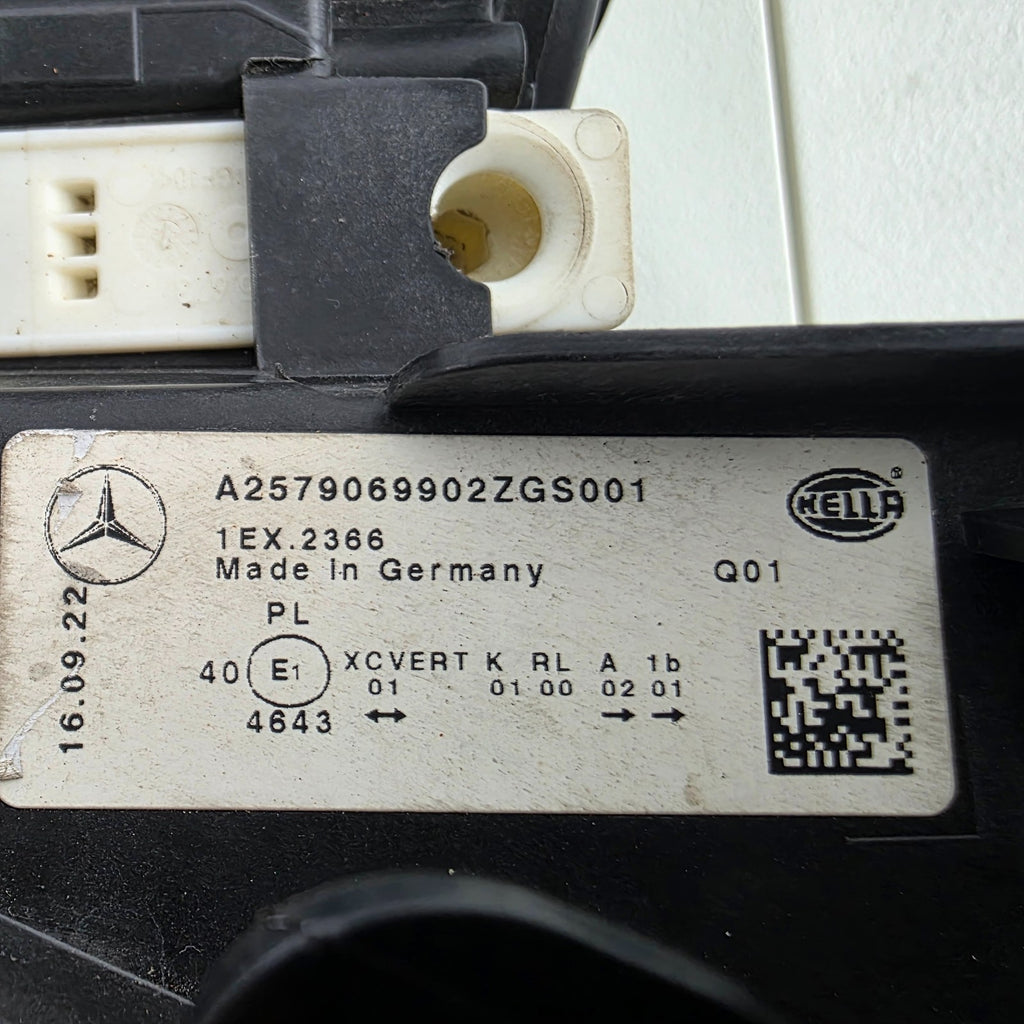 A2579069902ZGS001
HELLA®
1EX.2366
Made in Germany
Q01
16.09.22
PL
40 E1 XCVERT K RL A 1b
01 01 00 02 01
4643 ↔ → →